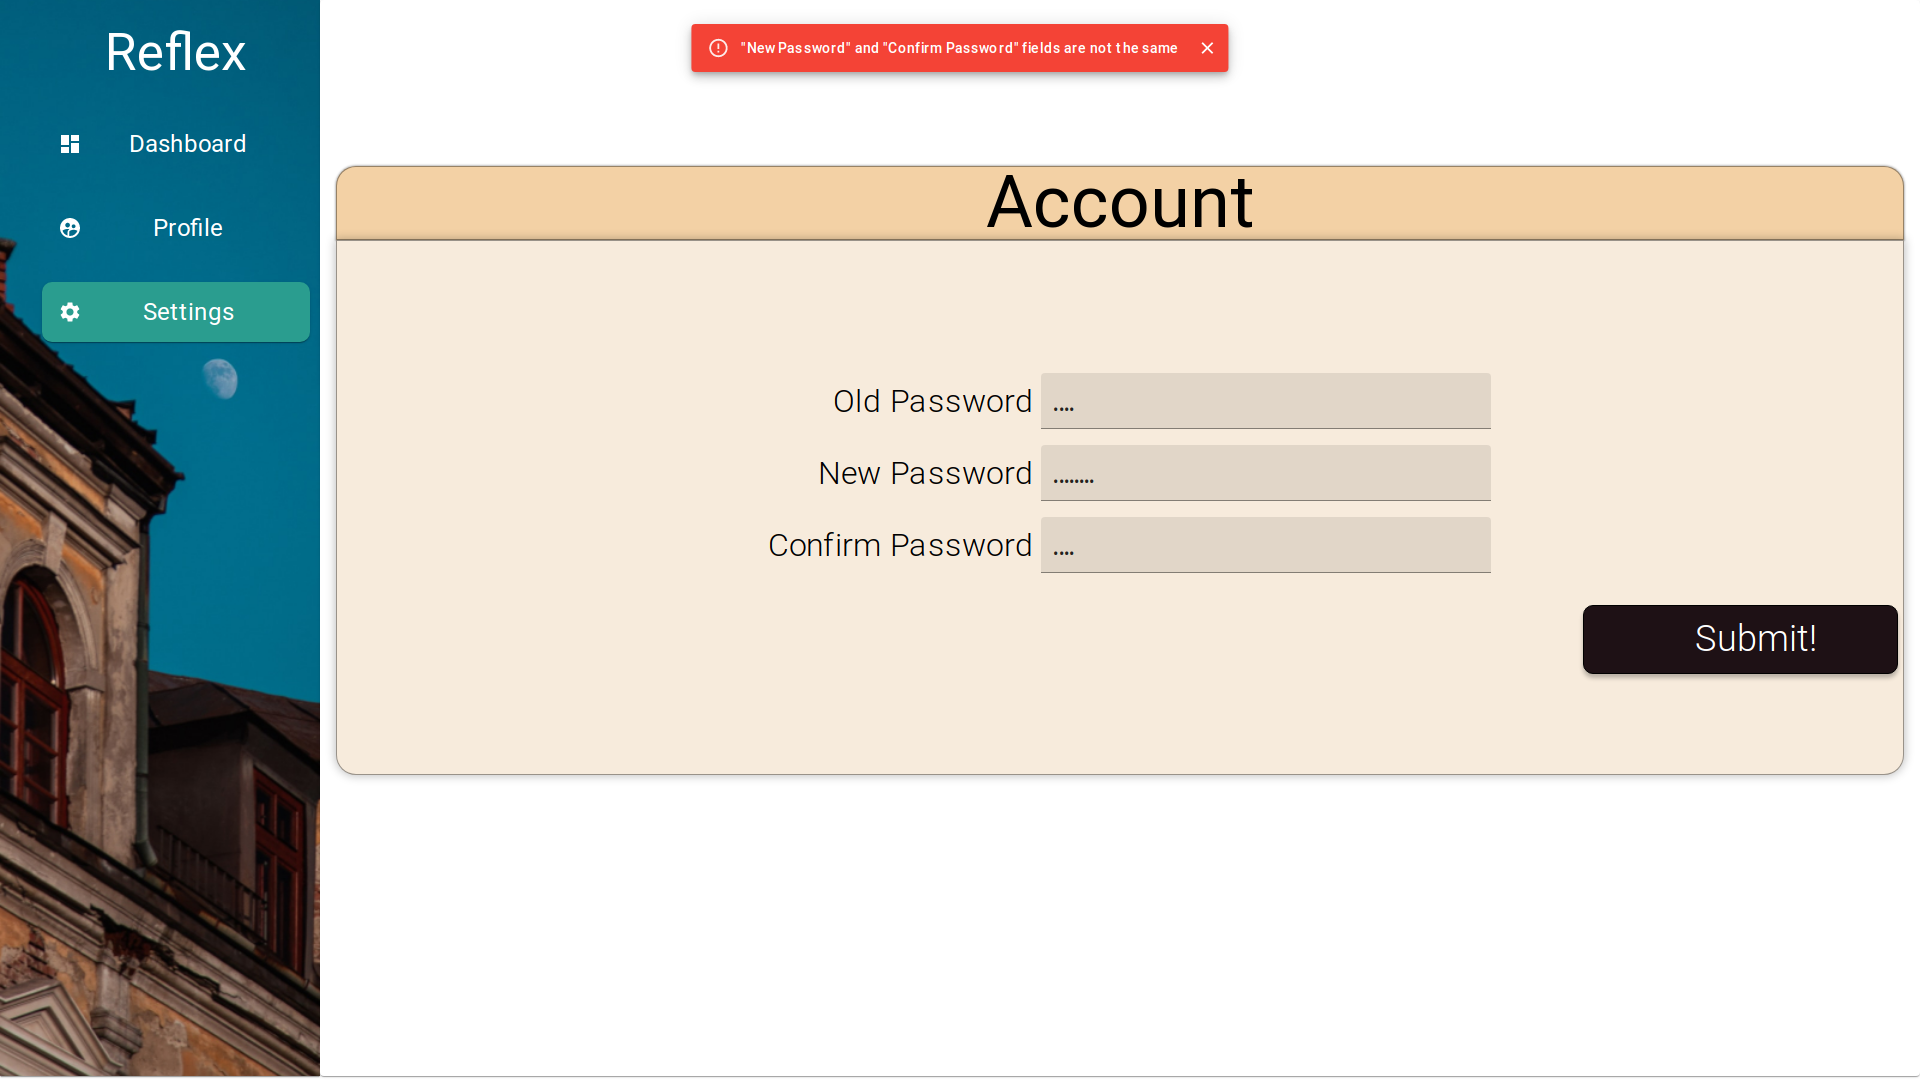 Reflex
"New Password" and "Confirm Password" fields are not the same
Dashboard
Profile
Settings
Account
Old Password
....
New Password
........
Confirm Password
....
Submit!